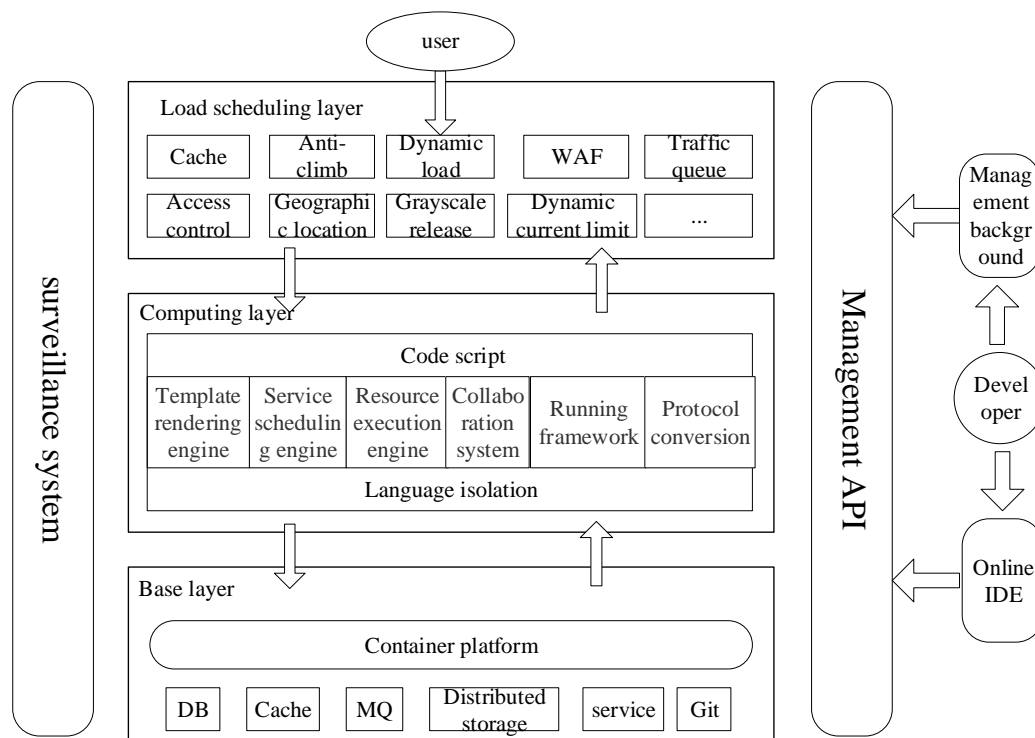 user
surveillance system
Load scheduling layer
Cache
Anti-
climb
Dynamic
load
WAF
Traffic
queue
Access
control
Geographi
c location
Grayscale
release
Dynamic
current limit
...
Computing layer
Code script
Template
rendering
engine
Service
schedulin
g engine
Resource
execution
engine
Collabo
ration
system
Running
framework
Protocol
conversion
Language isolation
Base layer
Container platform
DB
Cache
MQ
Distributed
storage
service
Git
Management API
Manag
ement
backgr
ound
Devel
oper
Online
IDE